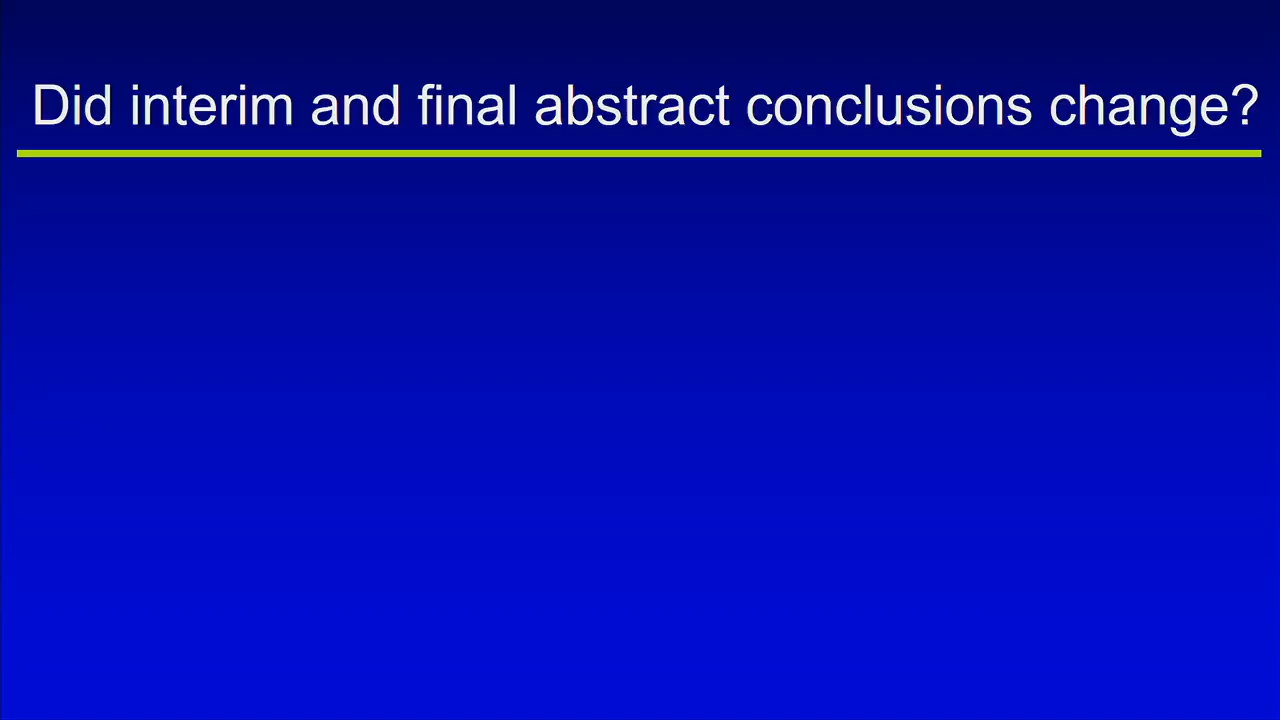 Did interim and final abstract conclusions change?